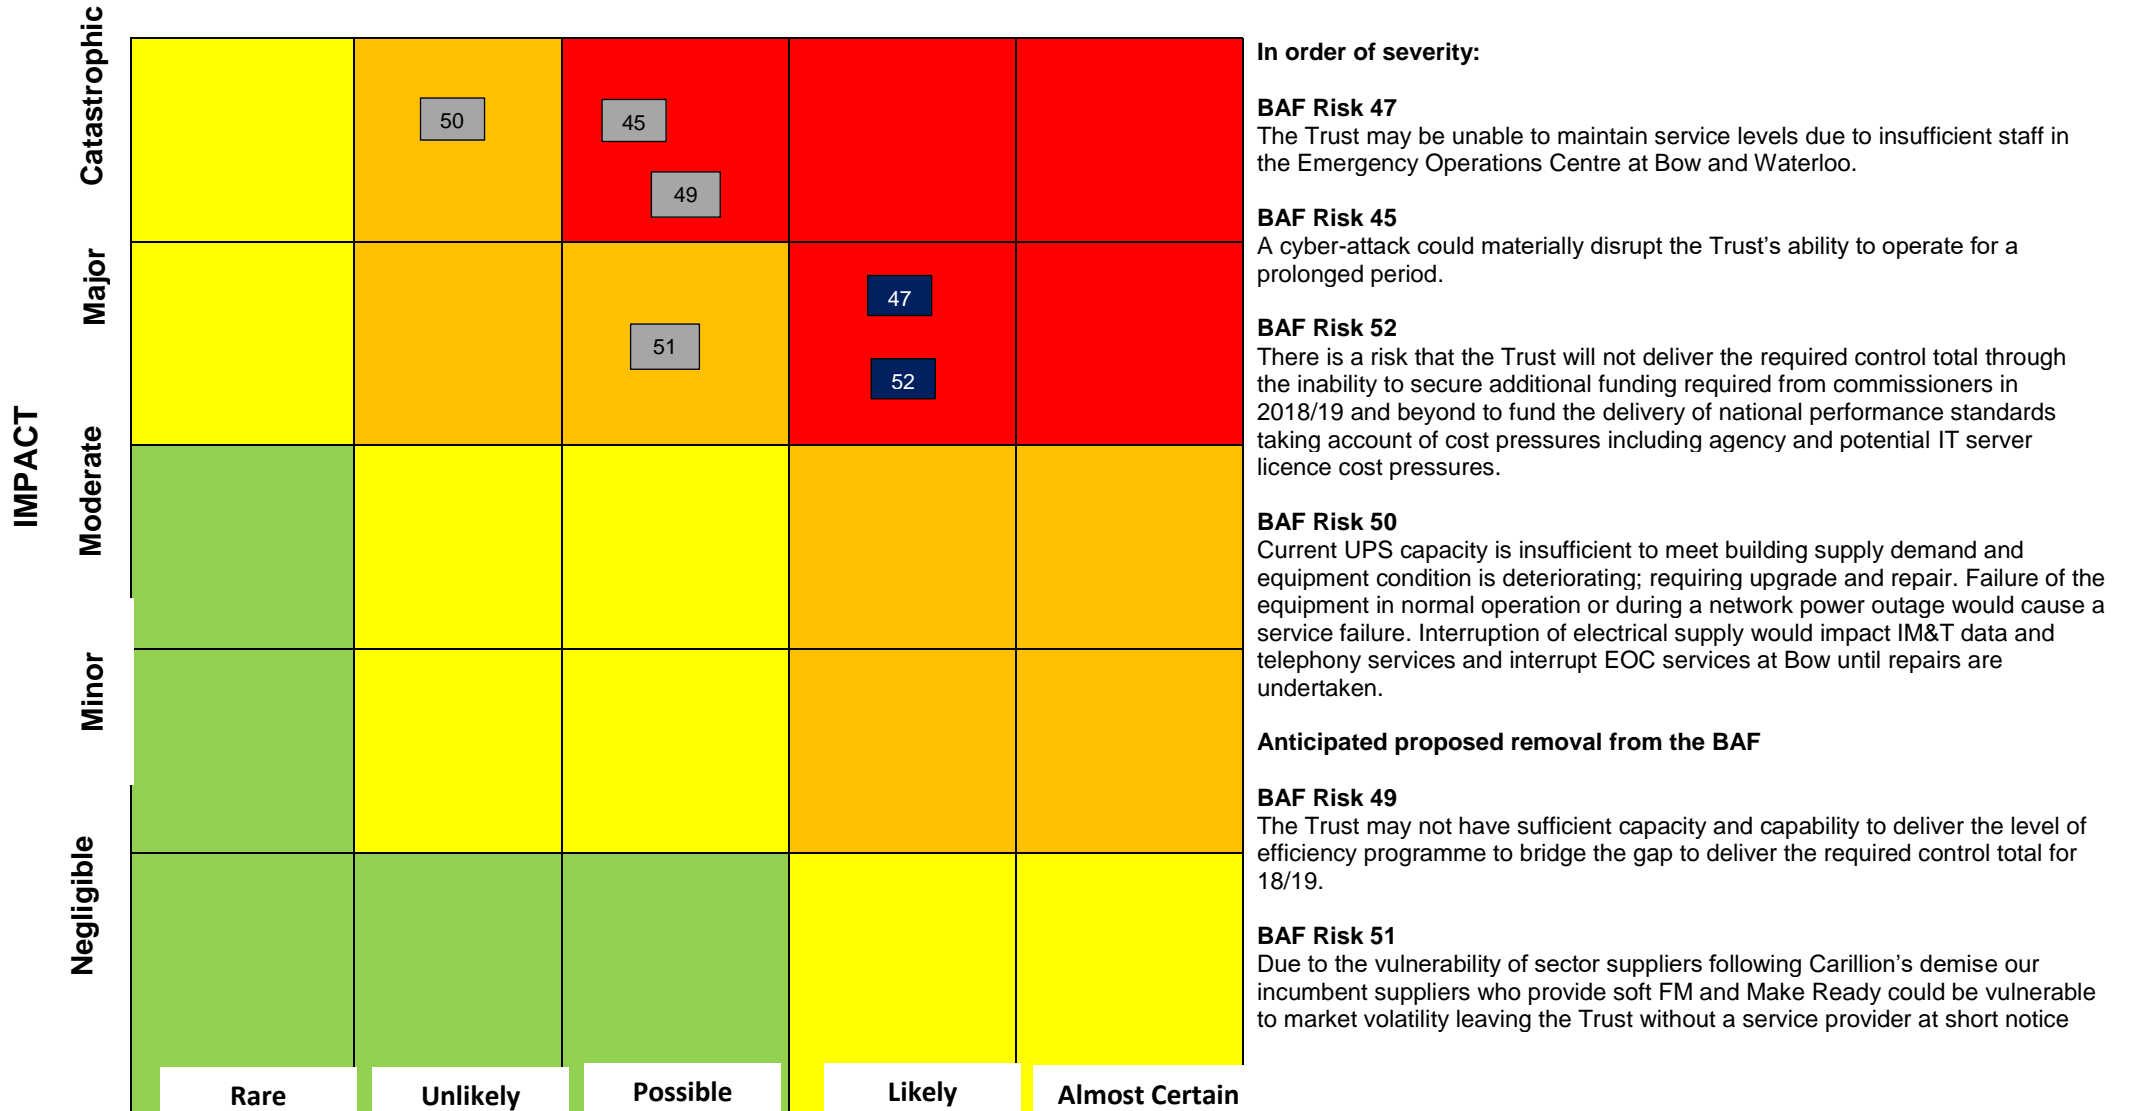 IMPACT
Catastrophic
Major
Moderate
Minor
Negligible
50
45
49
47
51
52
Rare
Unlikely
Possible
Likely
Almost Certain
In order of severity:
BAF Risk 47
The Trust may be unable to maintain service levels due to insufficient staff in
the Emergency Operations Centre at Bow and Waterloo.
BAF Risk 45
A cyber-attack could materially disrupt the Trust’s ability to operate for a
prolonged period.
BAF Risk 52
There is a risk that the Trust will not deliver the required control total through
the inability to secure additional funding required from commissioners in
2018/19 and beyond to fund the delivery of national performance standards
taking account of cost pressures including agency and potential IT server
licence cost pressures.
BAF Risk 50
Current UPS capacity is insufficient to meet building supply demand and
equipment condition is deteriorating; requiring upgrade and repair. Failure of the
equipment in normal operation or during a network power outage would cause a
service failure. Interruption of electrical supply would impact IM&T data and
telephony services and interrupt EOC services at Bow until repairs are
undertaken.
Anticipated proposed removal from the BAF
BAF Risk 49
The Trust may not have sufficient capacity and capability to deliver the level of
efficiency programme to bridge the gap to deliver the required control total for
18/19.
BAF Risk 51
Due to the vulnerability of sector suppliers following Carillion’s demise our
incumbent suppliers who provide soft FM and Make Ready could be vulnerable
to market volatility leaving the Trust without a service provider at short notice